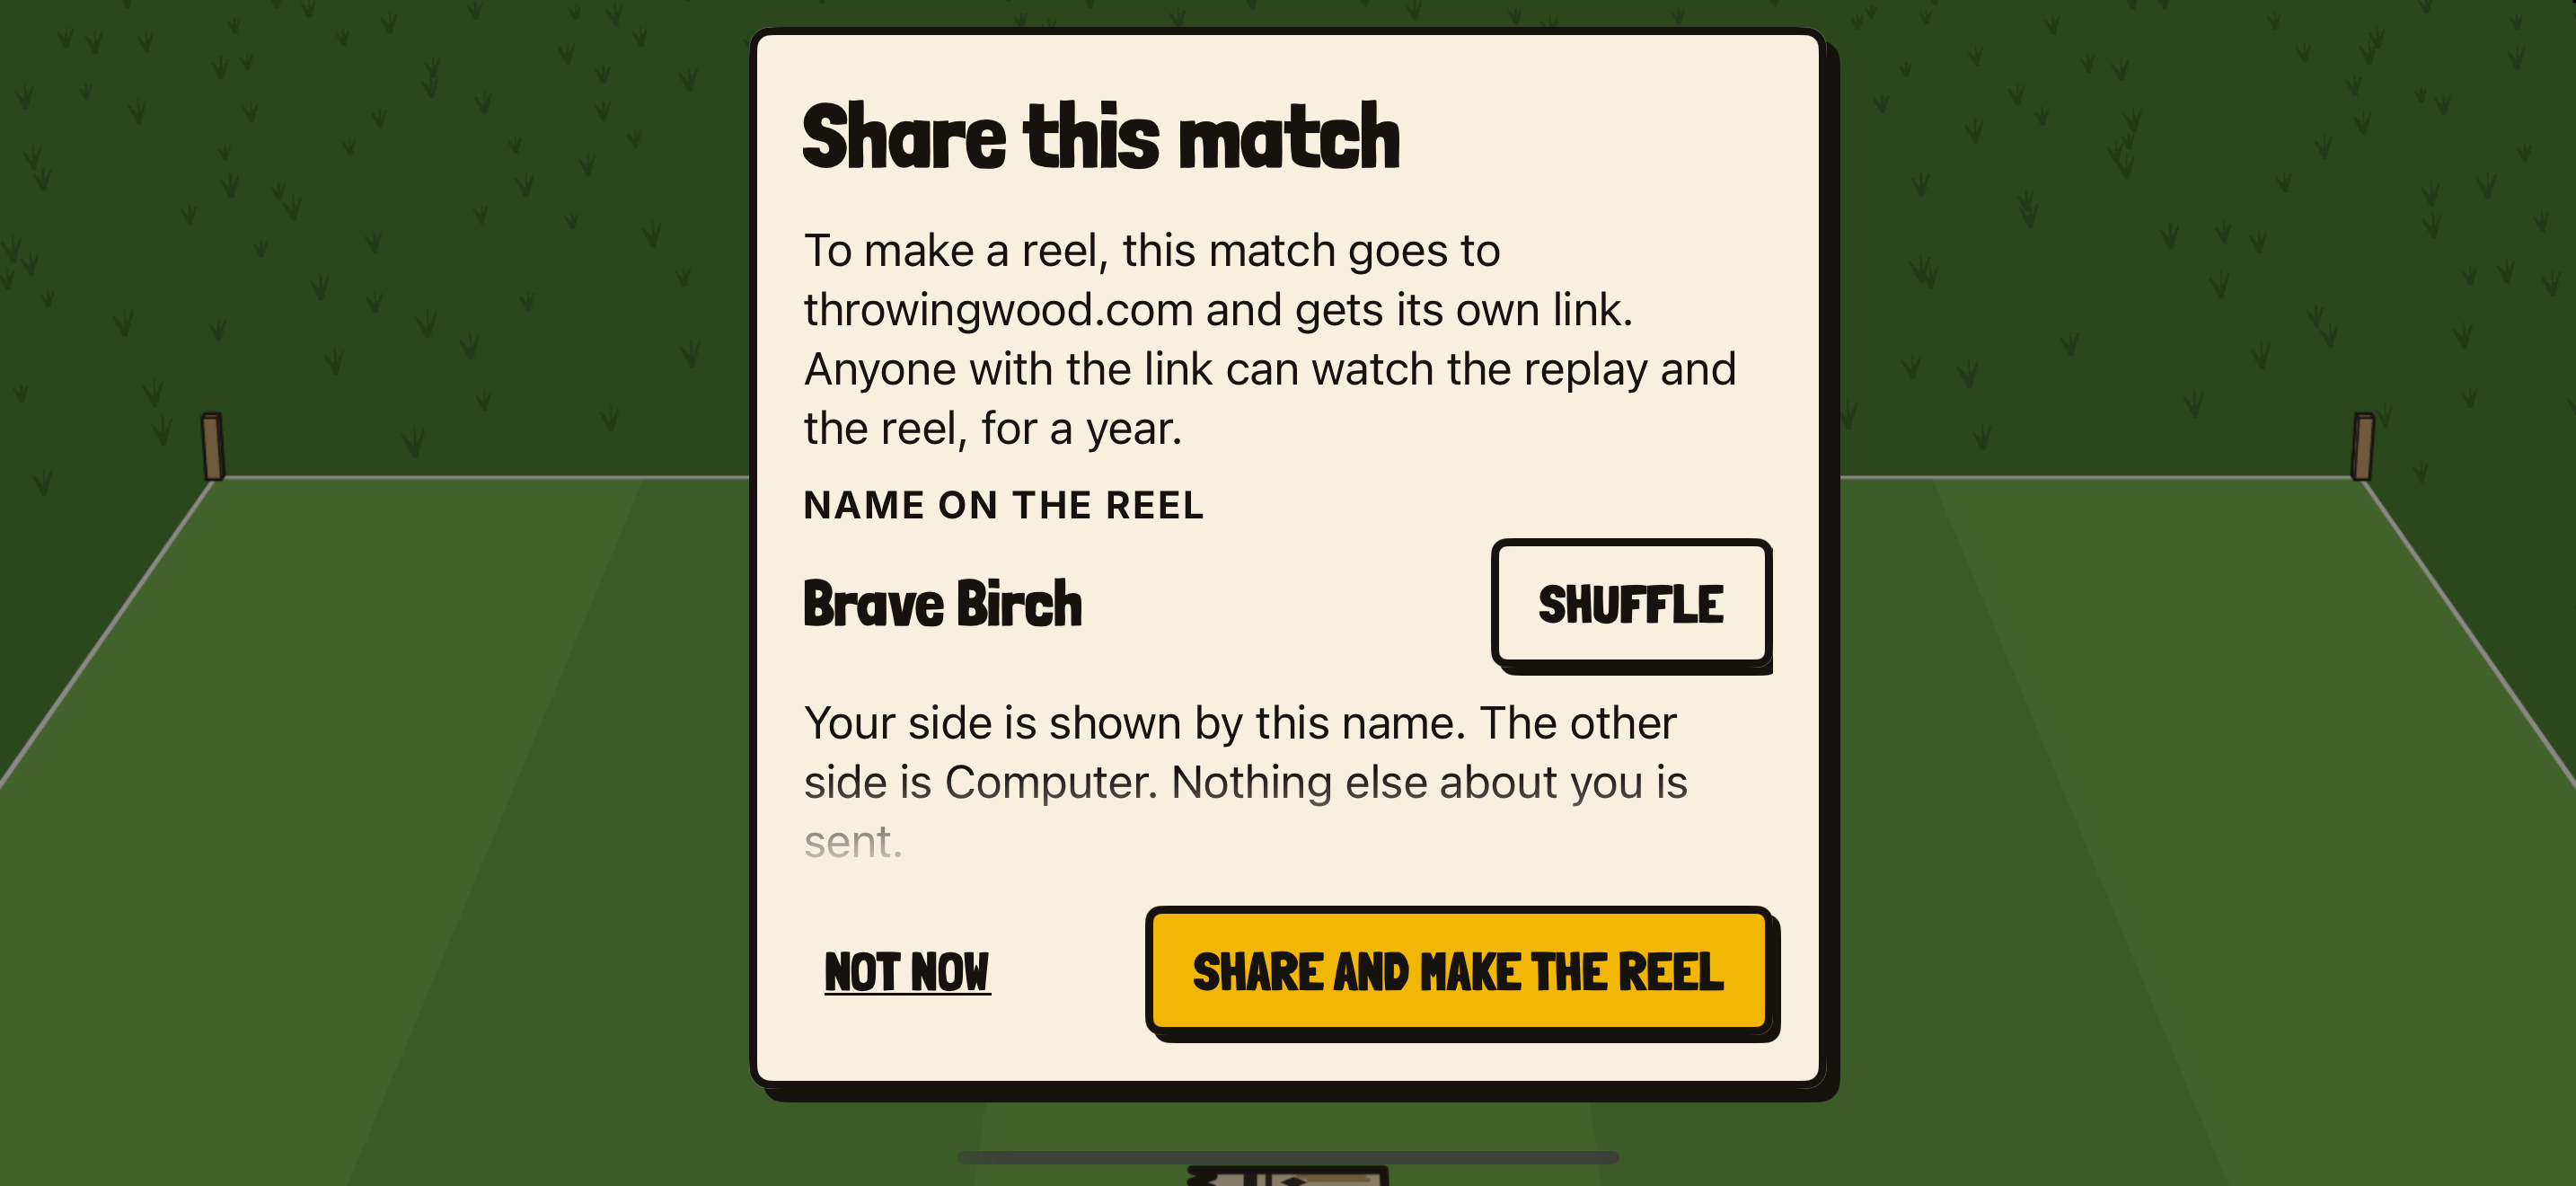 Share this match
To make a reel, this match goes to
throwingwood.com and gets its own link.
Anyone with the link can watch the replay and
the reel, for a year.
NAME ON THE REEL
Brave Birch
SHUFFLE
Your side is shown by this name. The other
side is Computer. Nothing else about you is
sent.
NOT NOW
SHARE AND MAKE THE REEL